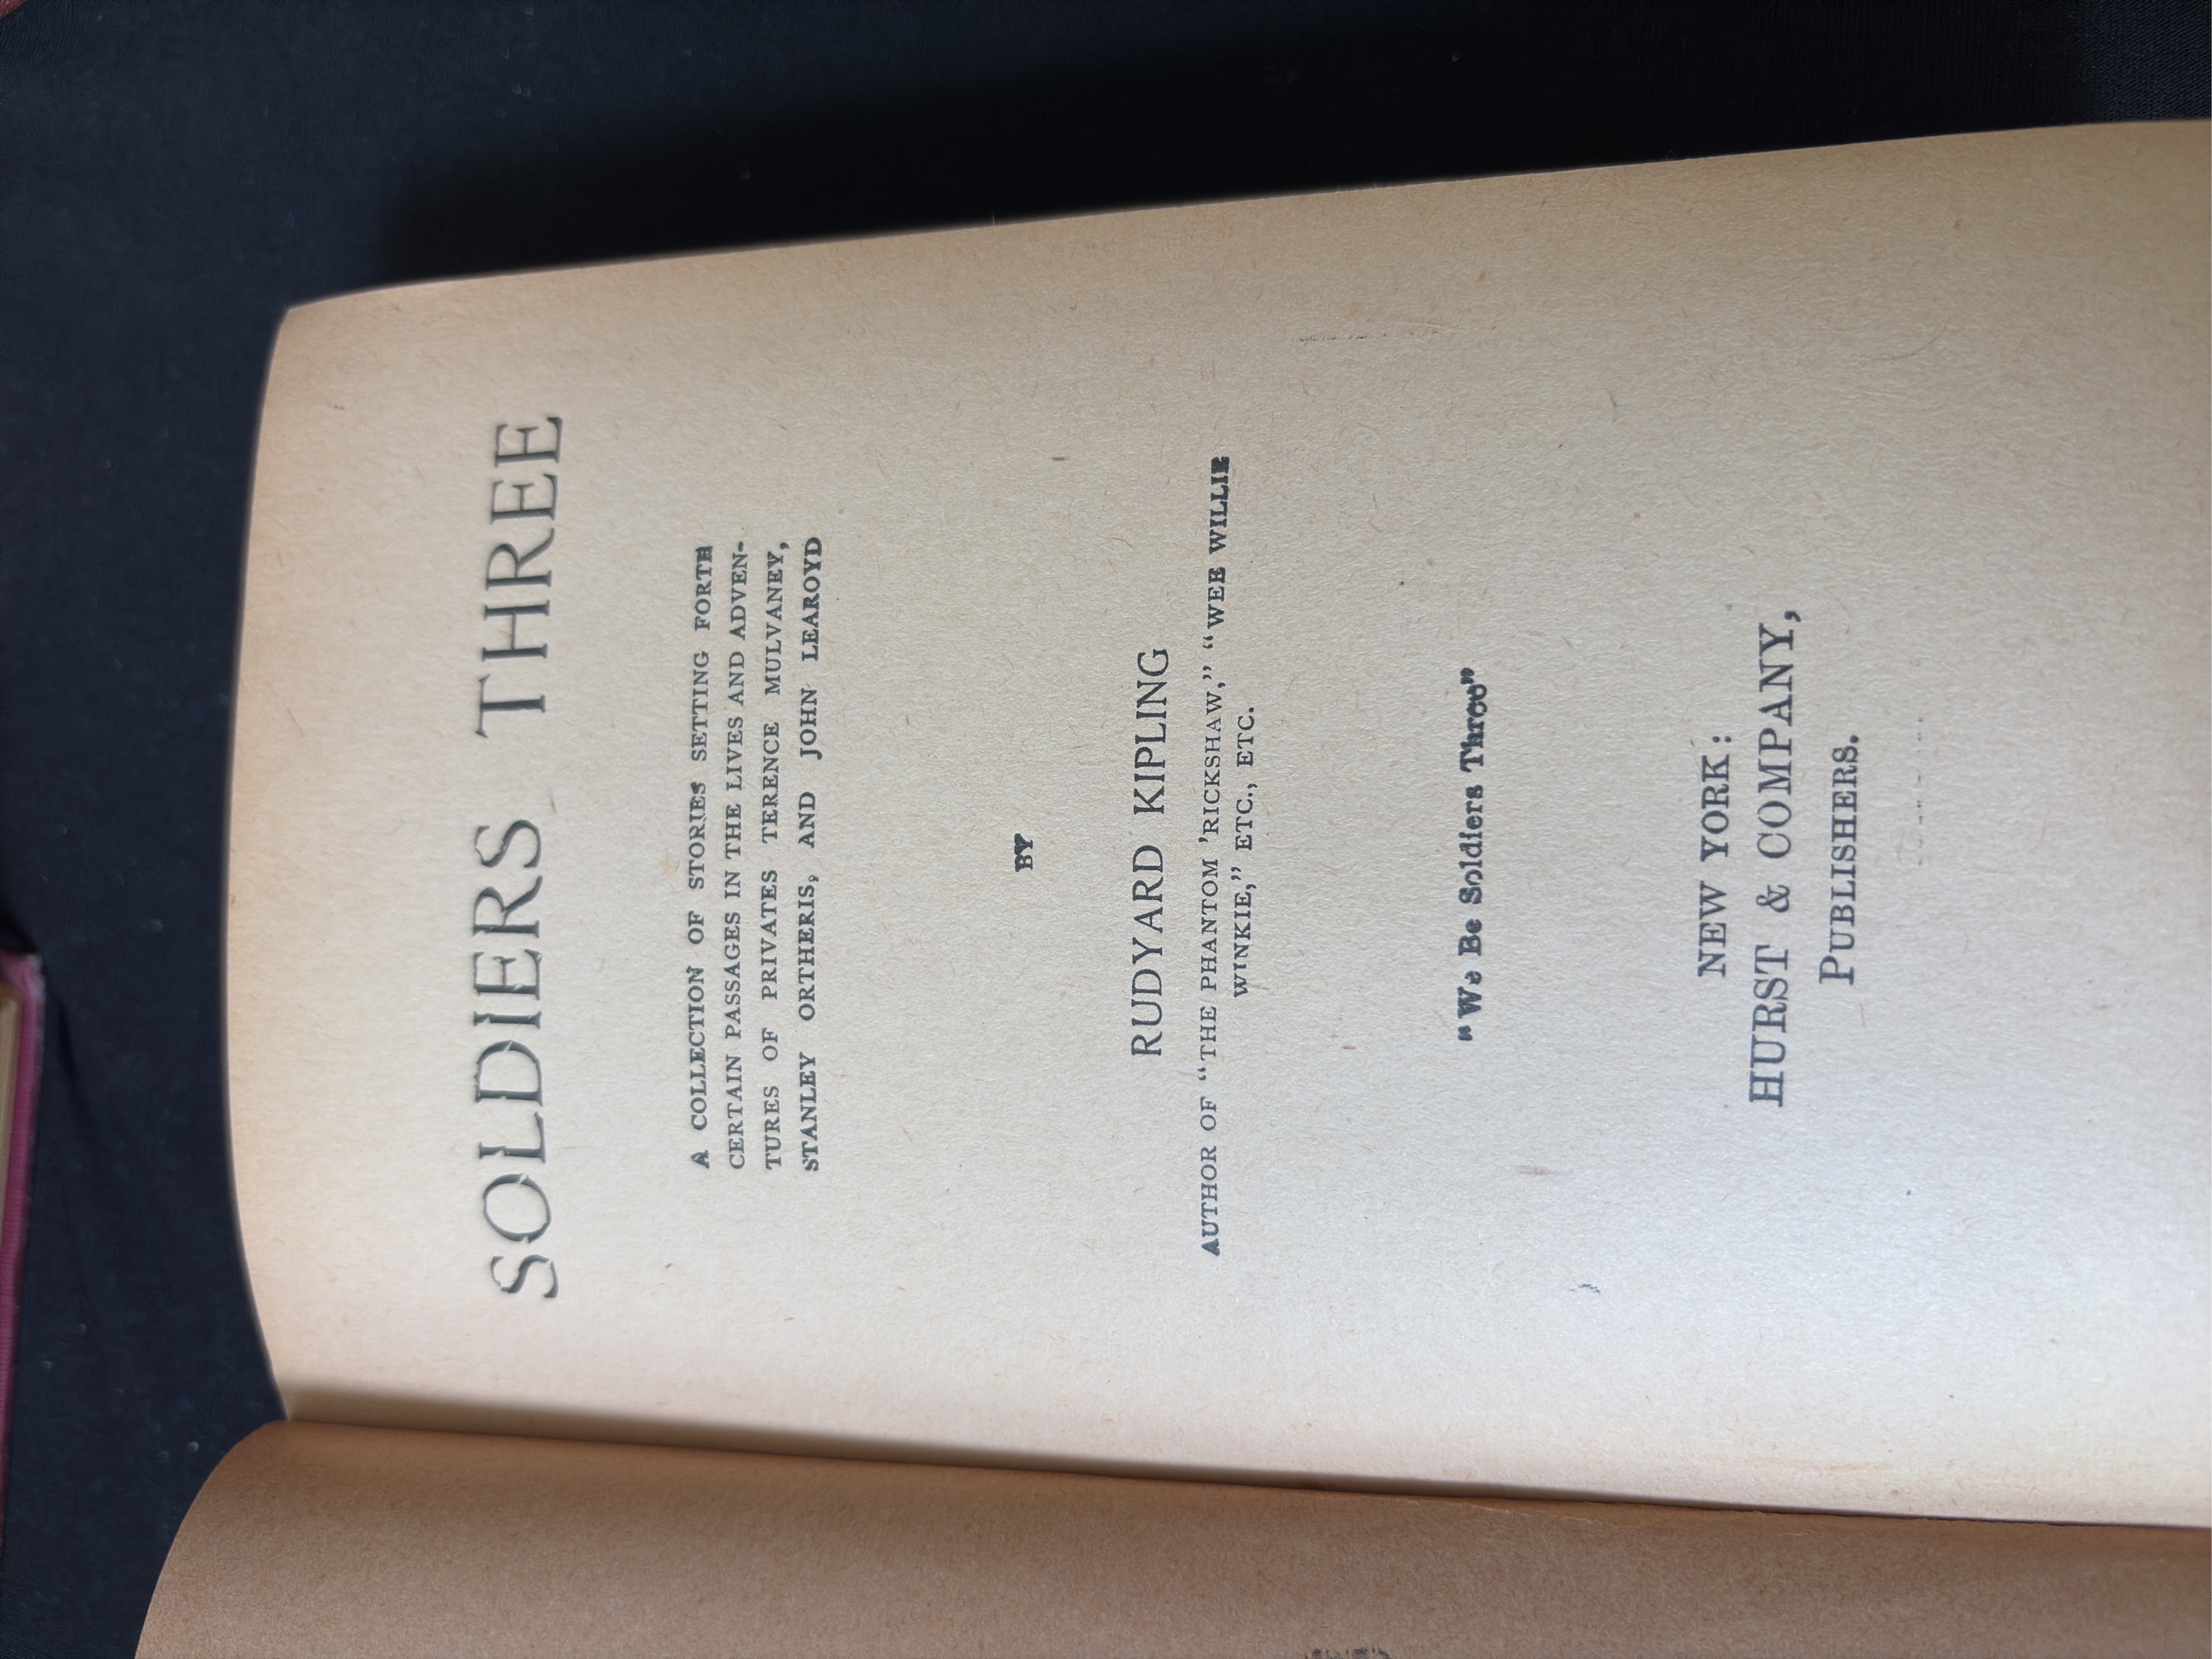 SOLDIERS THREE
A COLLECTION OF STORIES SETTING FORTH
CERTAIN PASSAGES IN THE LIVES AND ADVEN-
TURES OF PRIVATES TERENCE MULVANEY,
STANLEY ORTHERIS, AND JOHN LEAROYD
BY
RUDYARD KIPLING
AUTHOR OF "THE PHANTOM 'RICKSHAW," "WEE WILLIE
WINKIE," ETC., ETC.
"We Be Soldiers Three"
NEW YORK:
HURST & COMPANY,
PUBLISHERS.